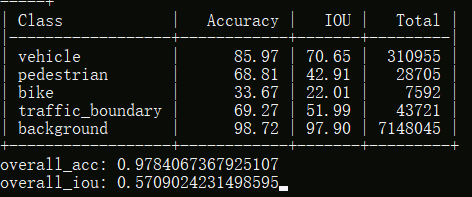 -----+
| Class | Accuracy | IOU | Total |
|------------------+------------+-------+---------|
| vehicle | 85.97 | 70.65 | 310955 |
| pedestrian | 68.81 | 42.91 | 28705 |
| bike | 33.67 | 22.01 | 7592 |
| traffic_boundary | 69.27 | 51.99 | 43721 |
| background | 98.72 | 97.90 | 7148045 |
+------------------+------------+-------+---------+
overall_acc: 0.9784067367925107
overall_iou: 0.5709024231498595